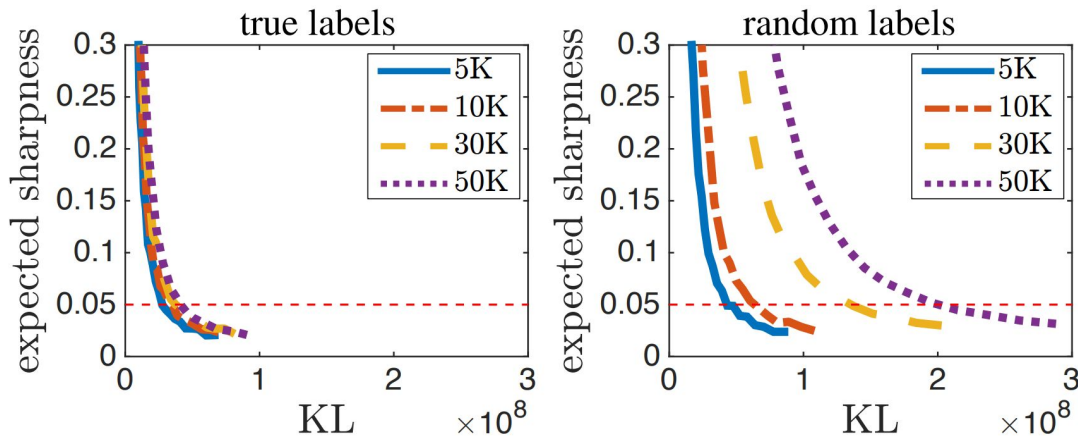 true labels
expected sharpness
0.3
0.25
0.2
0.15
0.1
0.05
0
5K
10K
30K
50K
0 1 2 3
KL
×10^8
random labels
expected sharpness
0.3
0.25
0.2
0.15
0.1
0.05
0
5K
10K
30K
50K
0 1 2 3
KL
×10^8